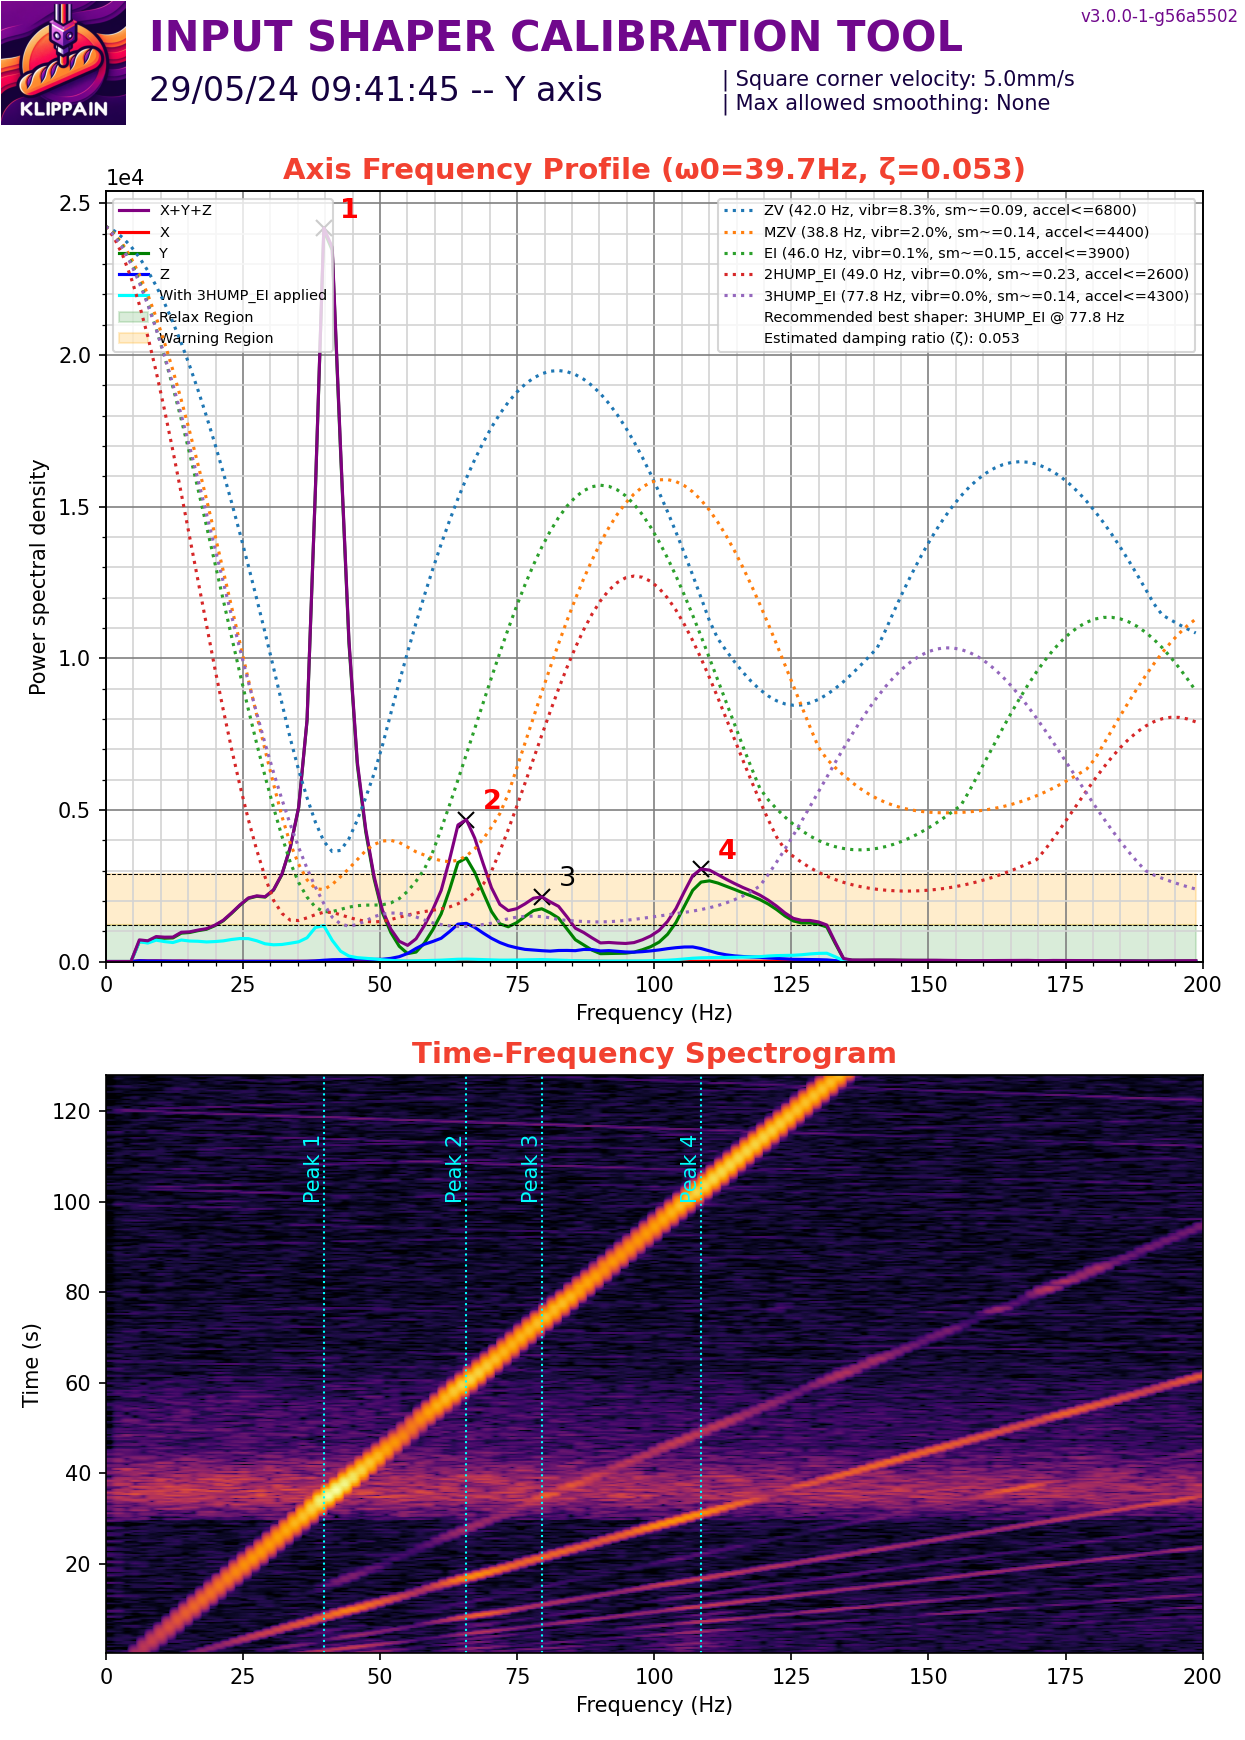 v3.0.0-1-g56a5502
INPUT SHAPER CALIBRATION TOOL
29/05/24 09:41:45 -- Y axis
| Square corner velocity: 5.0mm/s
| Max allowed smoothing: None
KLIPPAIN
Axis Frequency Profile (ω0=39.7Hz, ζ=0.053)
1e4
X+Y+Z
X
Y
Z
With 3HUMP_EI applied
Relax Region
Warning Region
ZV (42.0 Hz, vibr=8.3%, sm~=0.09, accel<=6800)
MZV (38.8 Hz, vibr=2.0%, sm~=0.14, accel<=4400)
EI (46.0 Hz, vibr=0.1%, sm~=0.15, accel<=3900)
2HUMP_EI (49.0 Hz, vibr=0.0%, sm~=0.23, accel<=2600)
3HUMP_EI (77.8 Hz, vibr=0.0%, sm~=0.14, accel<=4300)
Recommended best shaper: 3HUMP_EI @ 77.8 Hz
Estimated damping ratio (ζ): 0.053
1
2
3
4
2.5
2.0
1.5
1.0
0.5
0.0
Power spectral density
0 25 50 75 100 125 150 175 200
Frequency (Hz)
Time-Frequency Spectrogram
Peak 1
Peak 2
Peak 3
Peak 4
120
100
80
60
40
20
Time (s)
0 25 50 75 100 125 150 175 200
Frequency (Hz)